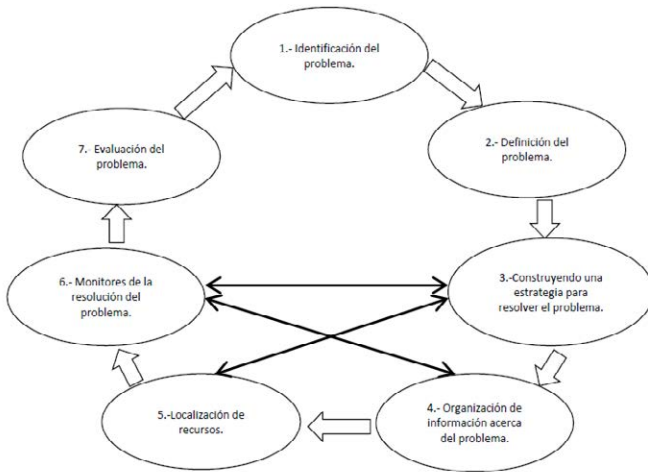 1.- Identificación del
problema.
2.- Definición del
problema.
3.-Construyendo una
estrategia para
resolver el problema.
4.- Organización de
información acerca
del problema.
5.-Localización de
recursos.
6.- Monitores de la
resolución del
problema.
7.- Evaluación del
problema.